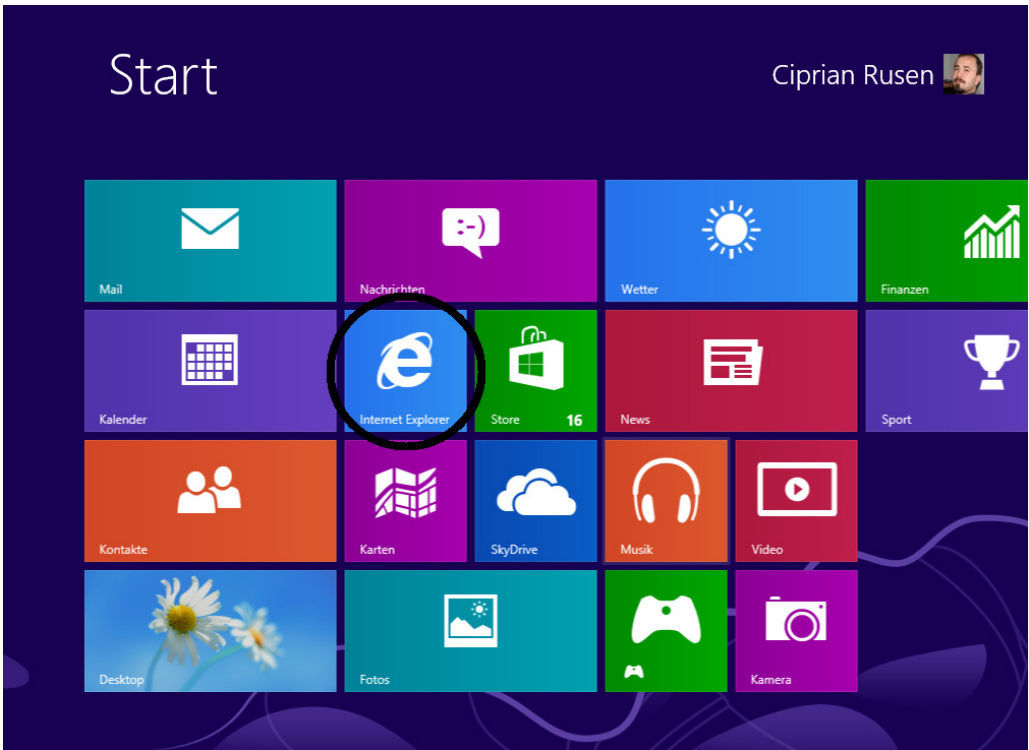 Start
Ciprian Rusen
Mail
Nachrichten
:-)
Wetter
Finanzen
Kalender
Internet Explorer
Store
16
News
Sport
Kontakte
Karten
SkyDrive
Musik
Video
Desktop
Fotos
Kamera